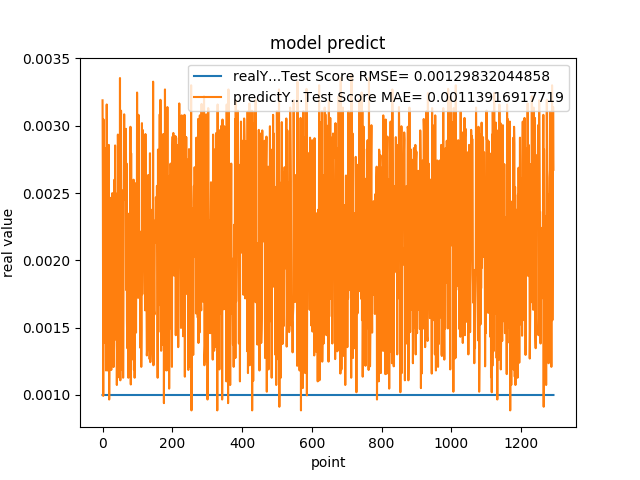 model predict
realY...Test Score RMSE= 0.00129832044858
predictY...Test Score MAE= 0.00113916917719
0.0035
0.0030
0.0025
0.0020
0.0015
0.0010
real value
0 200 400 600 800 1000 1200
point